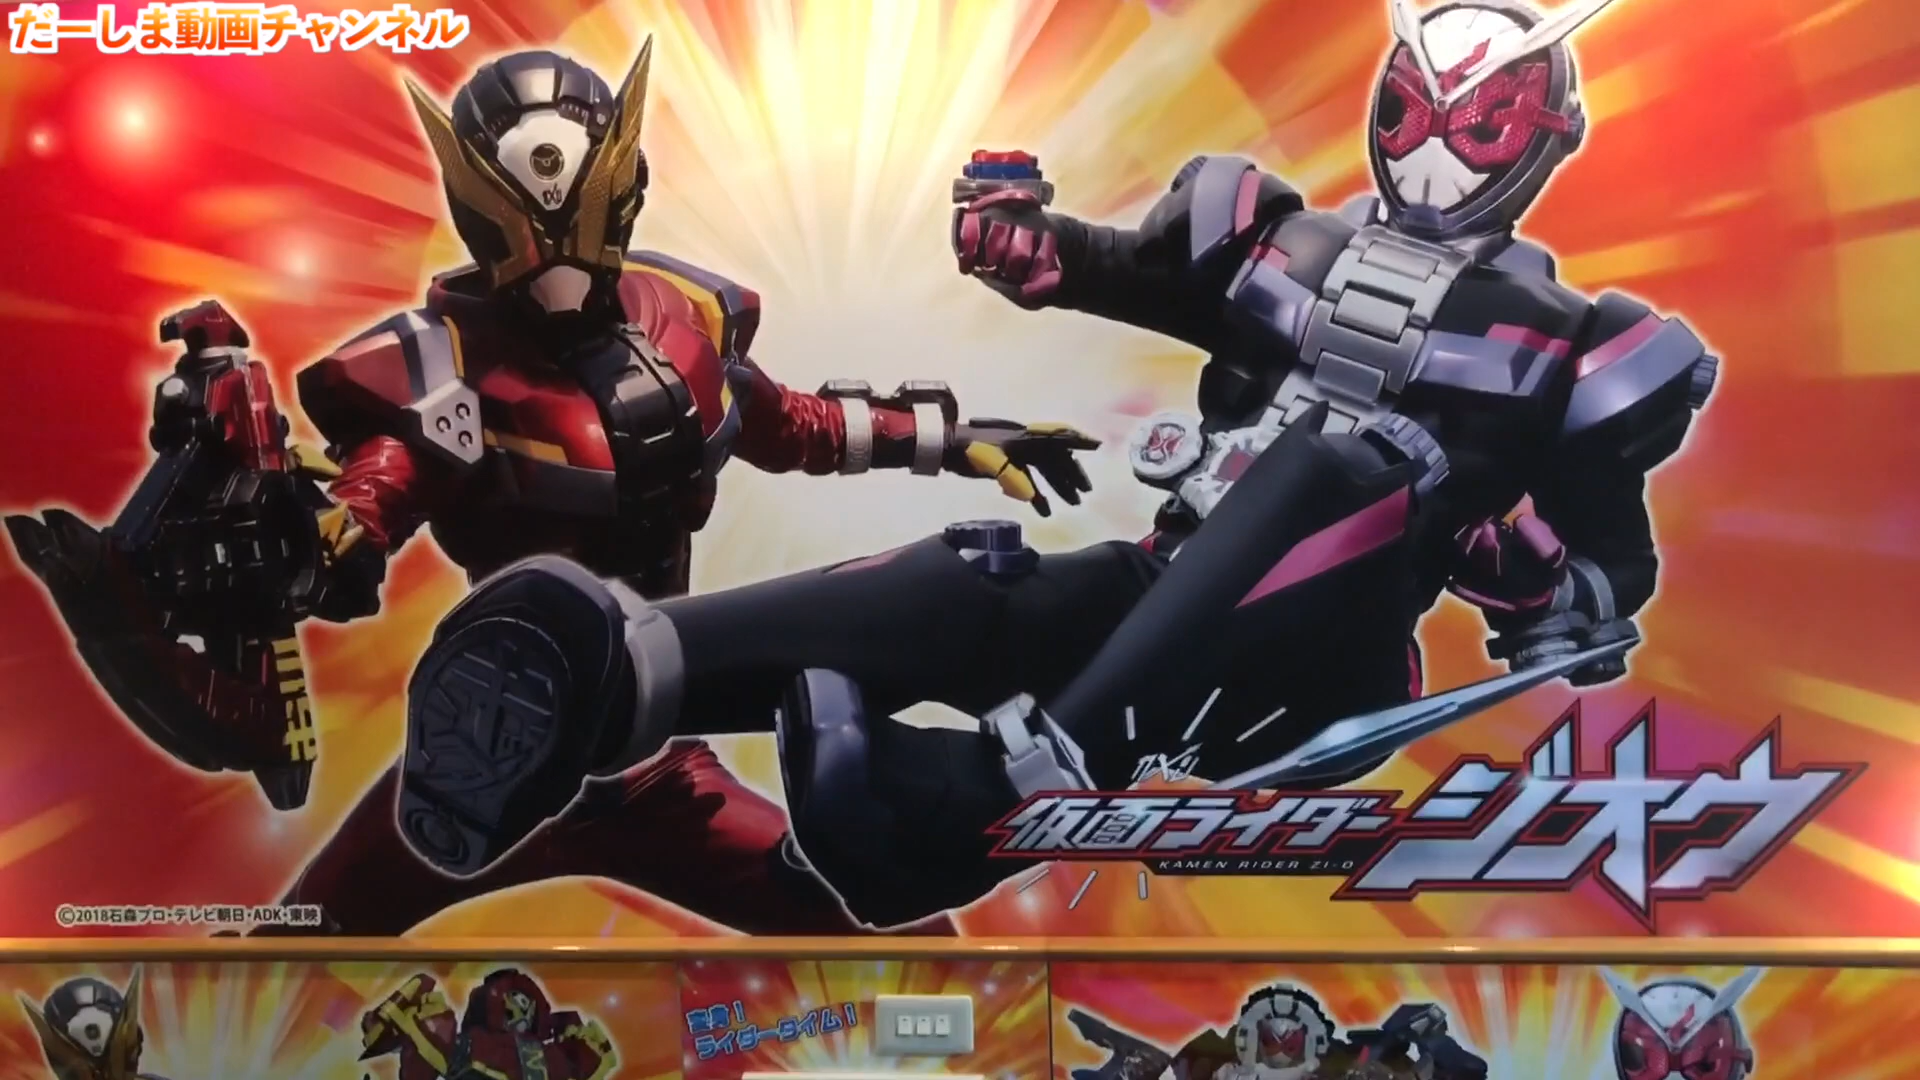 だーしま動画チャンネル
仮面ライダージオウ
KAMEN RIDER ZI-O
©2018石森プロ・テレビ朝日・ADK・東映
変身！
ライダータイム！